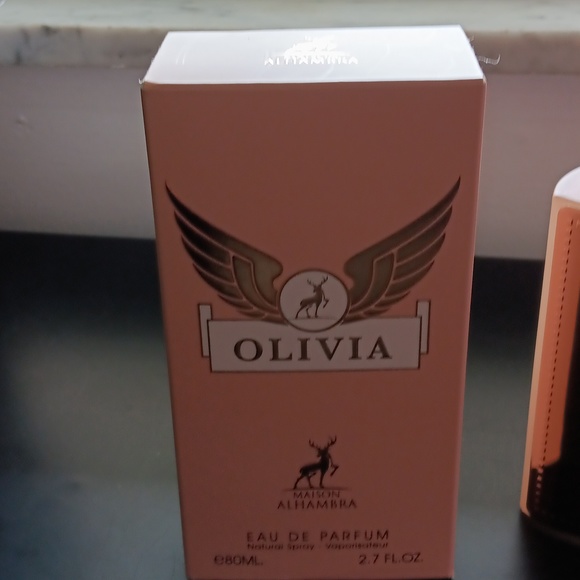 ALHAMBRA
OLIVIA
MAISON
ALHAMBRA
EAU DE PARFUM
Natural Spray - Vaporisateur
℮80ML. 2.7 FL.OZ.